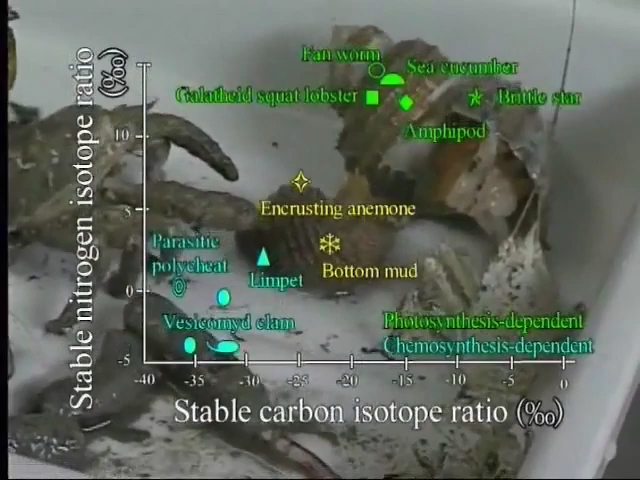 Stable nitrogen isotope ratio (‰)
Fan worm
Sea cucumber
Galatheid squat lobster
Brittle star
Amphipod
10
Encrusting anemone
5
Parasitic
polycheat
Limpet
Bottom mud
0
Vesicomyd clam
Photosynthesis-dependent
Chemosynthesis-dependent
-5
-40 -35 -30 -25 -20 -15 -10 -5 0
Stable carbon isotope ratio (‰)